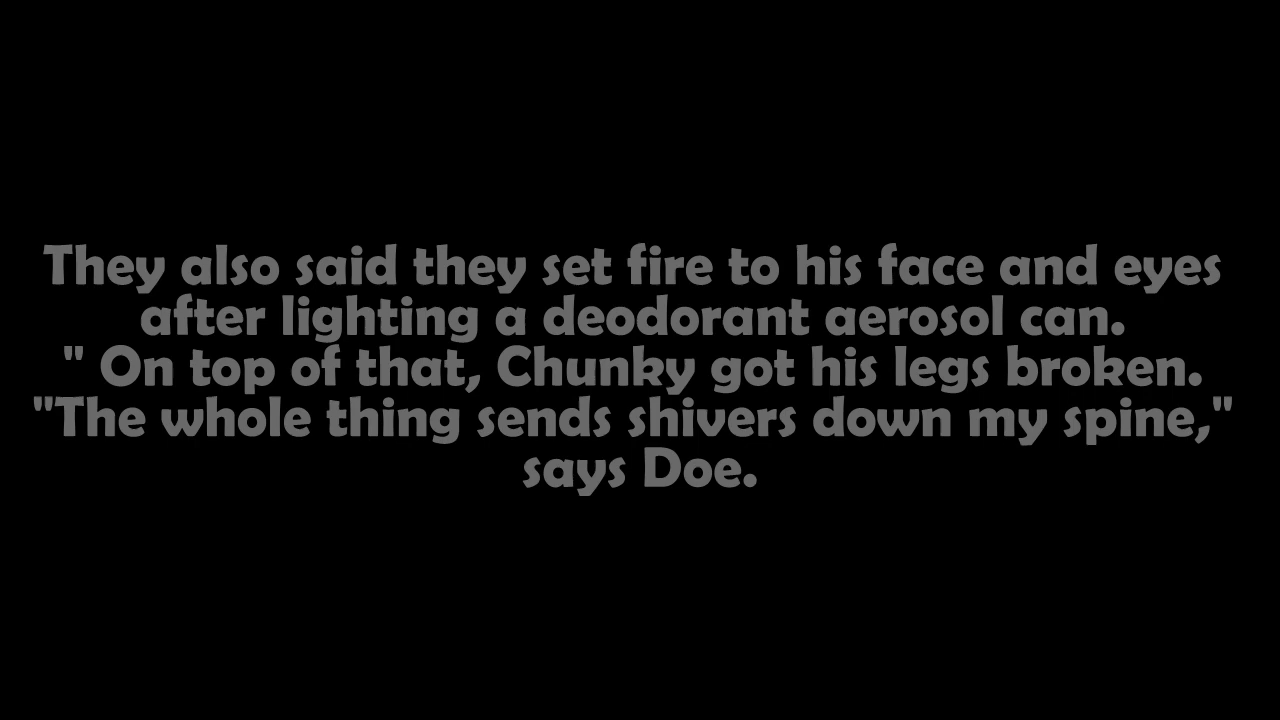 They also said they set fire to his face and eyes
after lighting a deodorant aerosol can.
" On top of that, Chunky got his legs broken.
"The whole thing sends shivers down my spine,"
says Doe.